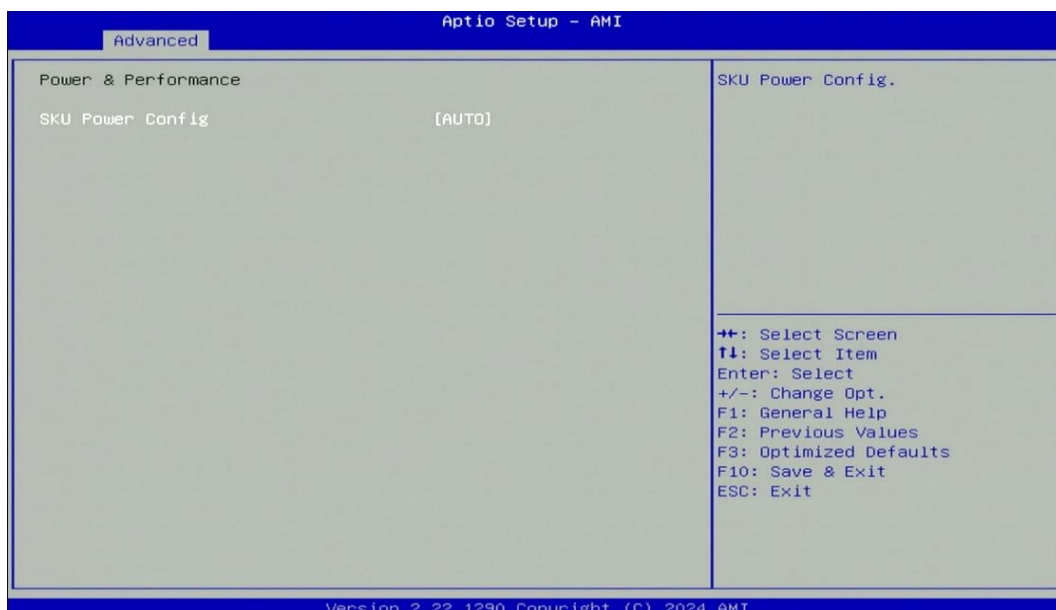 Aptio Setup - AMI
Advanced
Power & Performance
SKU Power Config [AUTO]
SKU Power Config.
→←: Select Screen
↑↓: Select Item
Enter: Select
+/-: Change Opt.
F1: General Help
F2: Previous Values
F3: Optimized Defaults
F10: Save & Exit
ESC: Exit
Version 2.22.1290 Copyright (C) 2024 AMI